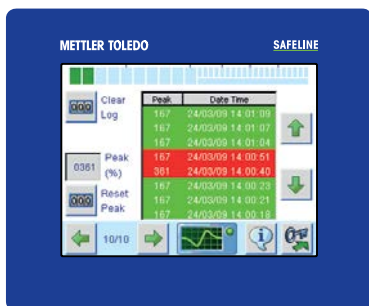 METTLER TOLEDO
SAFELINE
000 Clear Log
Peak Date Time
167 24/03/09 14:01:09
167 24/03/09 14:01:07
167 24/03/09 14:01:04
167 24/03/09 14:00:51
361 24/03/09 14:00:40
167 24/03/09 14:00:23
167 24/03/09 14:00:21
167 24/03/09 14:00:18
0361 Peak (%)
000 Reset Peak
10/10